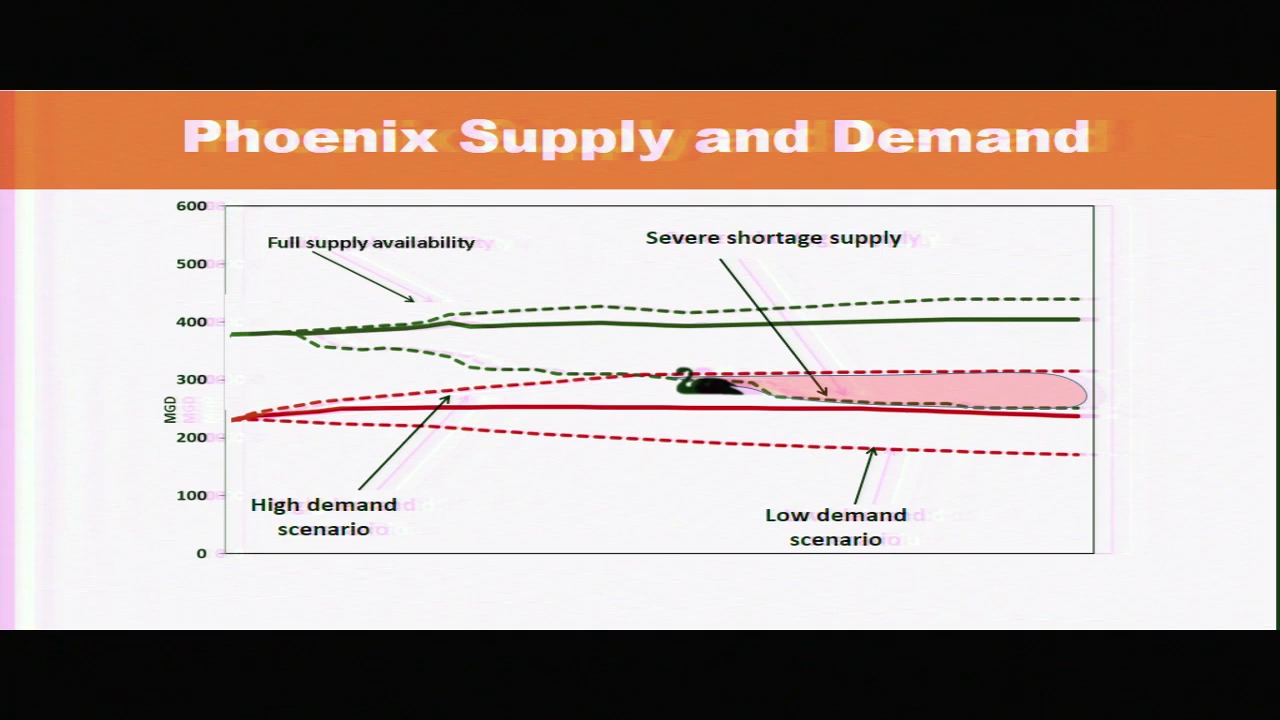 Phoenix Supply and Demand
600
500
400
300
200
100
0
MGD
Full supply availability
Severe shortage supply
High demand
scenario
Low demand
scenario